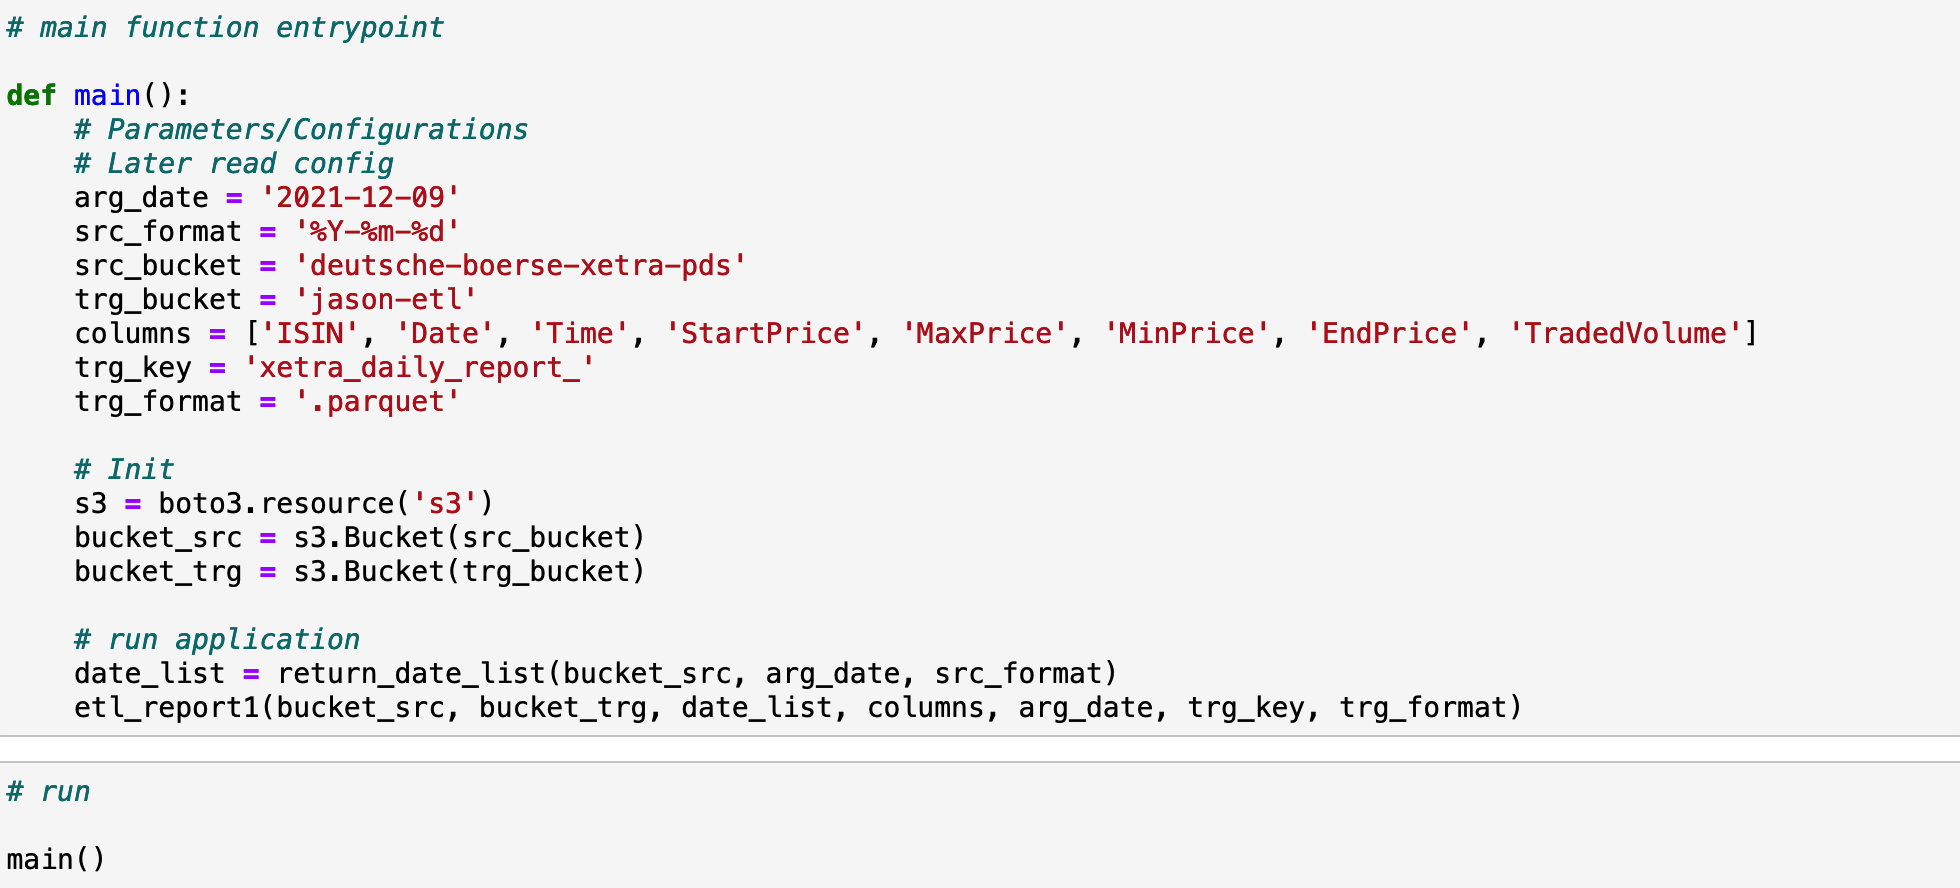 # main function entrypoint
def main():
    # Parameters/Configurations
    # Later read config
    arg_date = '2021-12-09'
    src_format = '%Y-%m-%d'
    src_bucket = 'deutsche-boerse-xetra-pds'
    trg_bucket = 'jason-etl'
    columns = ['ISIN', 'Date', 'Time', 'StartPrice', 'MaxPrice', 'MinPrice', 'EndPrice', 'TradedVolume']
    trg_key = 'xetra_daily_report_'
    trg_format = '.parquet'
    # Init
    s3 = boto3.resource('s3')
    bucket_src = s3.Bucket(src_bucket)
    bucket_trg = s3.Bucket(trg_bucket)
    # run application
    date_list = return_date_list(bucket_src, arg_date, src_format)
    etl_report1(bucket_src, bucket_trg, date_list, columns, arg_date, trg_key, trg_format)
# run
main()